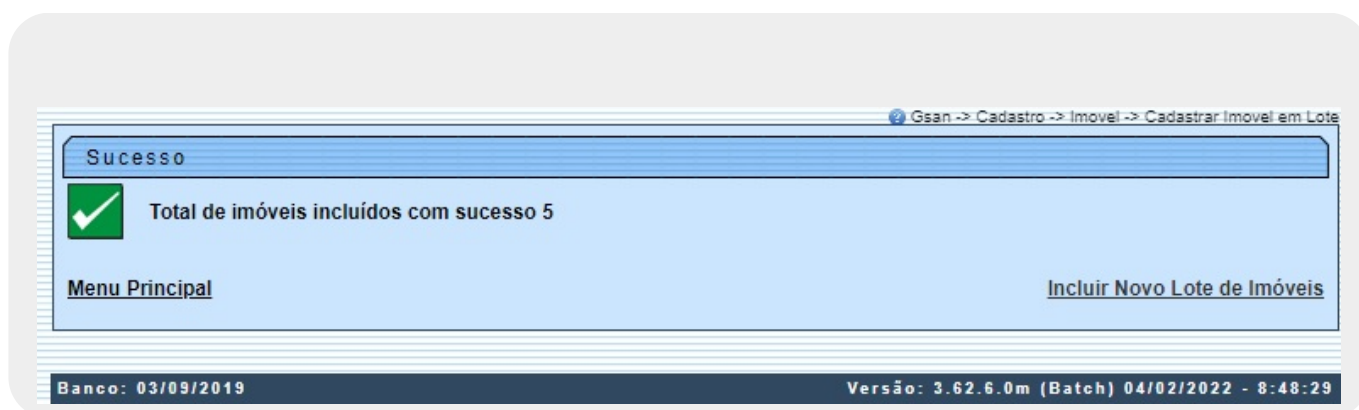 Gsan -> Cadastro -> Imovel -> Cadastrar Imovel em Lote
Sucesso
Total de imóveis incluídos com sucesso 5
Menu Principal Incluir Novo Lote de Imóveis
Banco: 03/09/2019 Versão: 3.62.6.0m (Batch) 04/02/2022 - 8:48:29